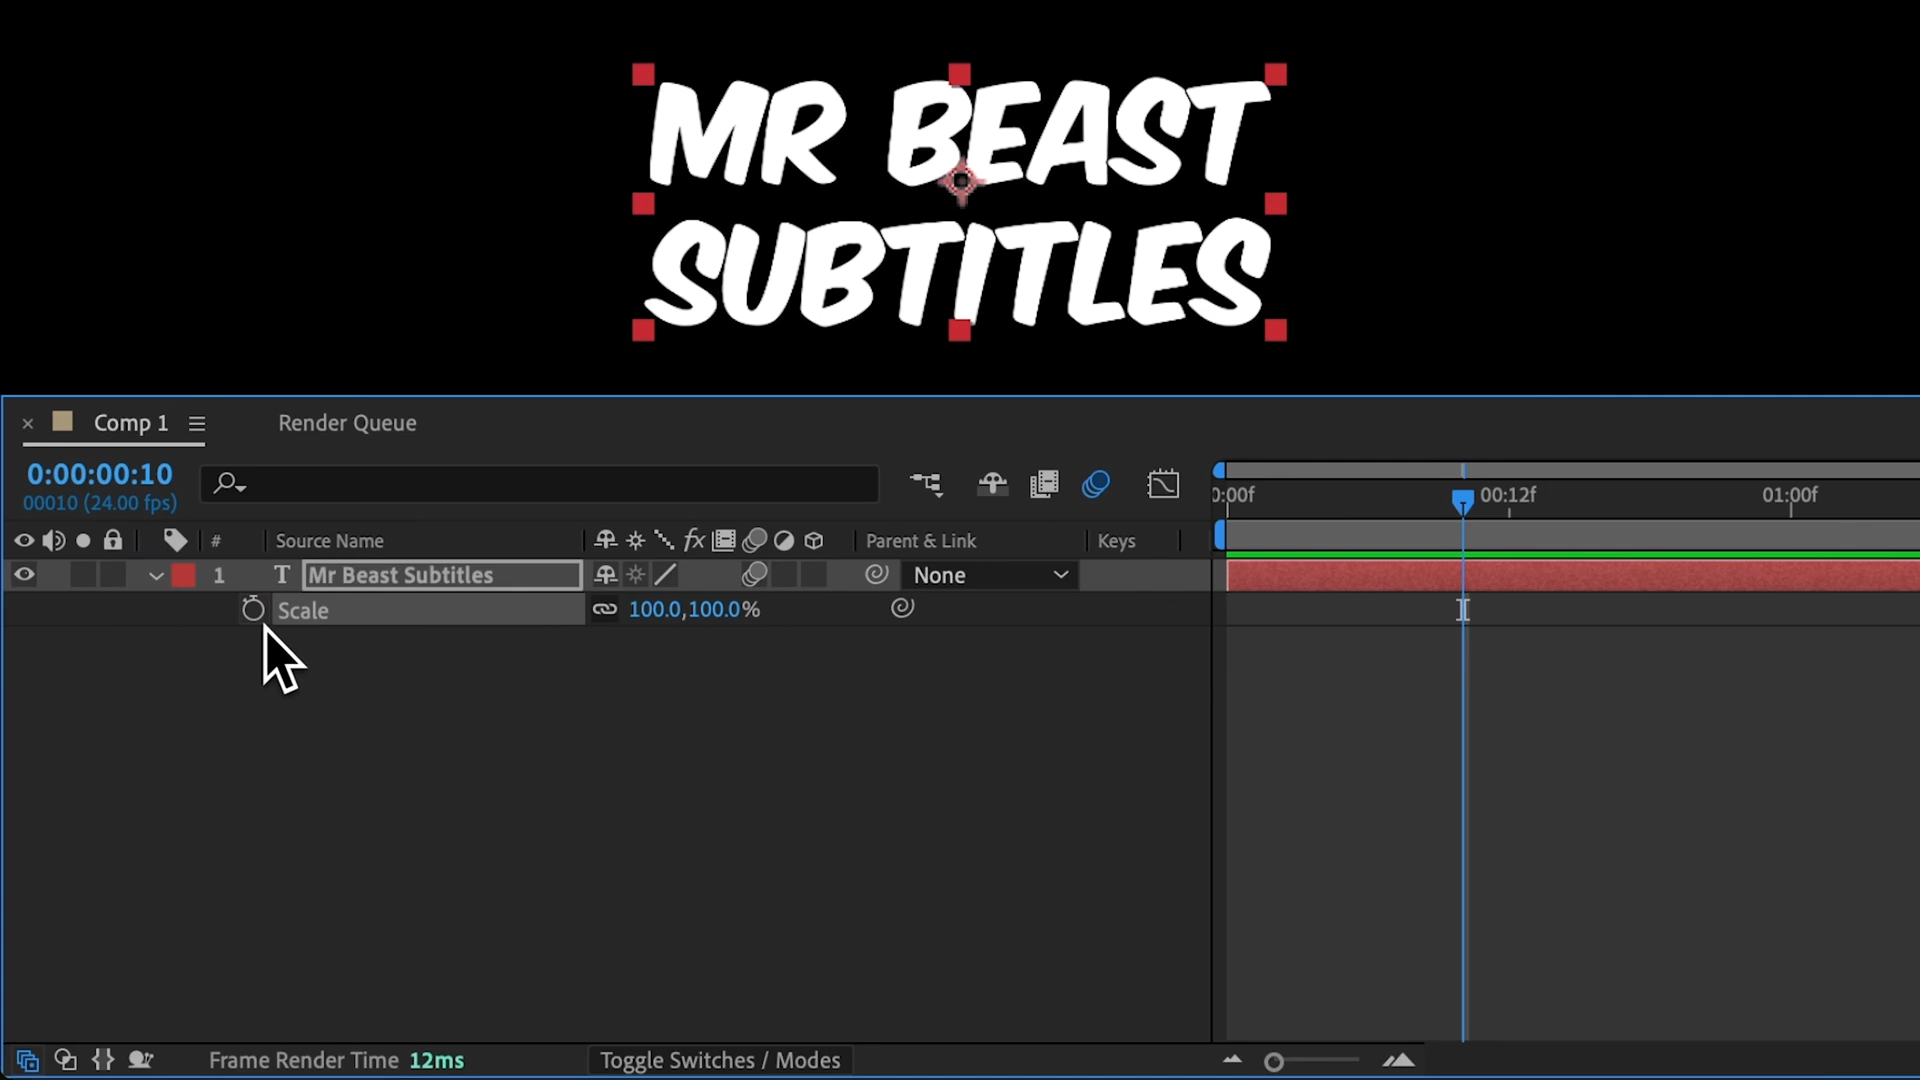 MR BEAST
SUBTITLES
Comp 1
Render Queue
0:00:00:10
00010 (24.00 fps)
0:00f 00:12f 01:00f
# Source Name fx Parent & Link Keys
1 T Mr Beast Subtitles None
Scale 100.0,100.0%
Frame Render Time 12ms Toggle Switches / Modes